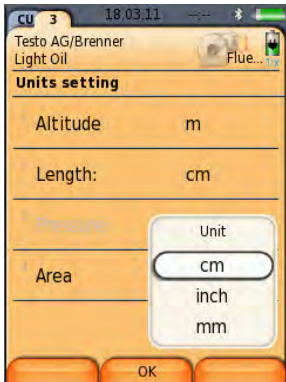 CU 3 18.03.11 --:--
Testo AG/Brenner
Light Oil Flue...
Units setting
Altitude m
Length: cm
Pressure
Area
Unit
cm
inch
mm
OK